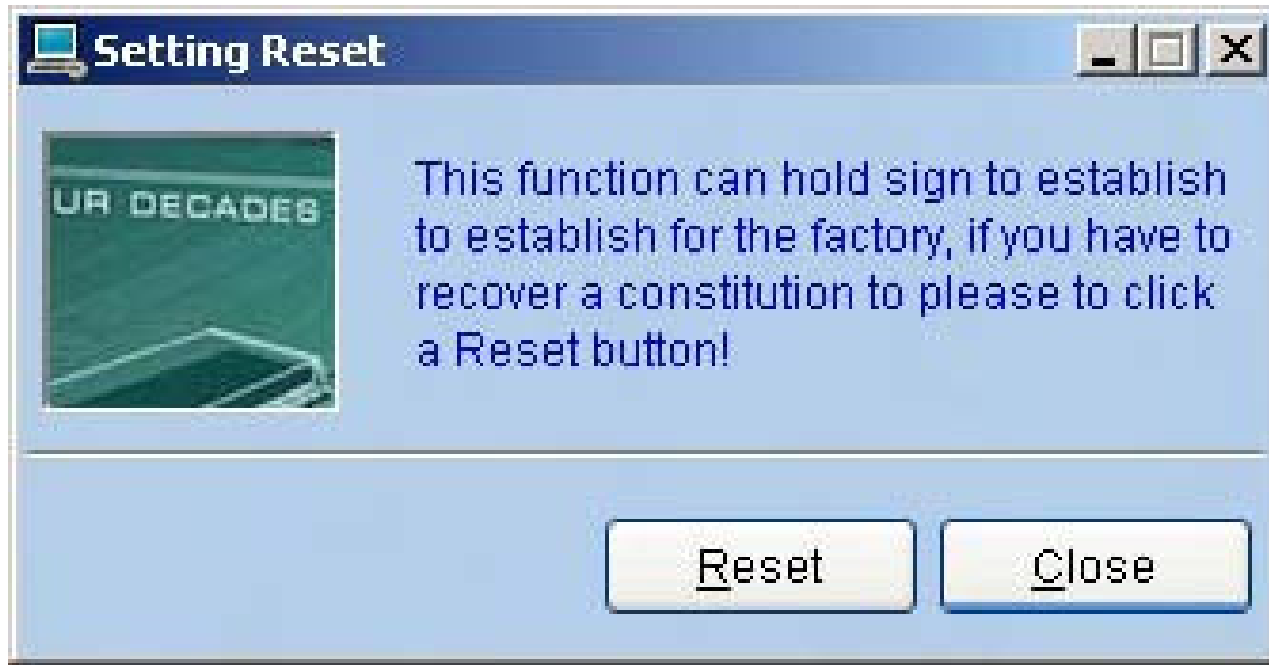 Setting Reset
UR DECADES
This function can hold sign to establish
to establish for the factory, if you have to
recover a constitution to please to click
a Reset button!
Reset
Close